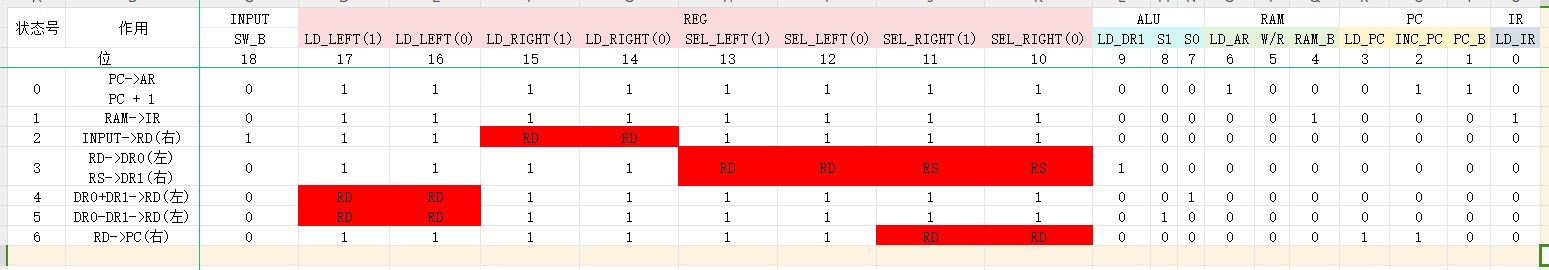 状态号 作用 INPUT REG ALU RAM PC IR
SW_B LD_LEFT(1) LD_LEFT(0) LD_RIGHT(1) LD_RIGHT(0) SEL_LEFT(1) SEL_LEFT(0) SEL_RIGHT(1) SEL_RIGHT(0) LD_DR1 S1 S0 LD_AR W/R RAM_B LD_PC INC_PC PC_B LD_IR
位 18 17 16 15 14 13 12 11 10 9 8 7 6 5 4 3 2 1 0
0 PC->AR
PC + 1 0 1 1 1 1 1 1 1 1 0 0 0 1 0 0 0 1 1 0
1 RAM->IR 0 1 1 1 1 1 1 1 1 0 0 0 0 0 1 0 0 0 1
2 INPUT->RD(右) 1 1 1 RD RD 1 1 1 1 0 0 0 0 0 0 0 0 0 0
3 RD->DR0(左)
RS->DR1(右) 0 1 1 1 1 RD RD RS RS 1 0 0 0 0 0 0 0 0 0
4 DR0+DR1->RD(左) 0 RD RD 1 1 1 1 1 1 0 0 1 0 0 0 0 0 0 0
5 DR0-DR1->RD(左) 0 RD RD 1 1 1 1 1 1 0 1 0 0 0 0 0 0 0 0
6 RD->PC(右) 0 1 1 1 1 1 1 RD RD 0 0 0 0 0 0 1 1 0 0